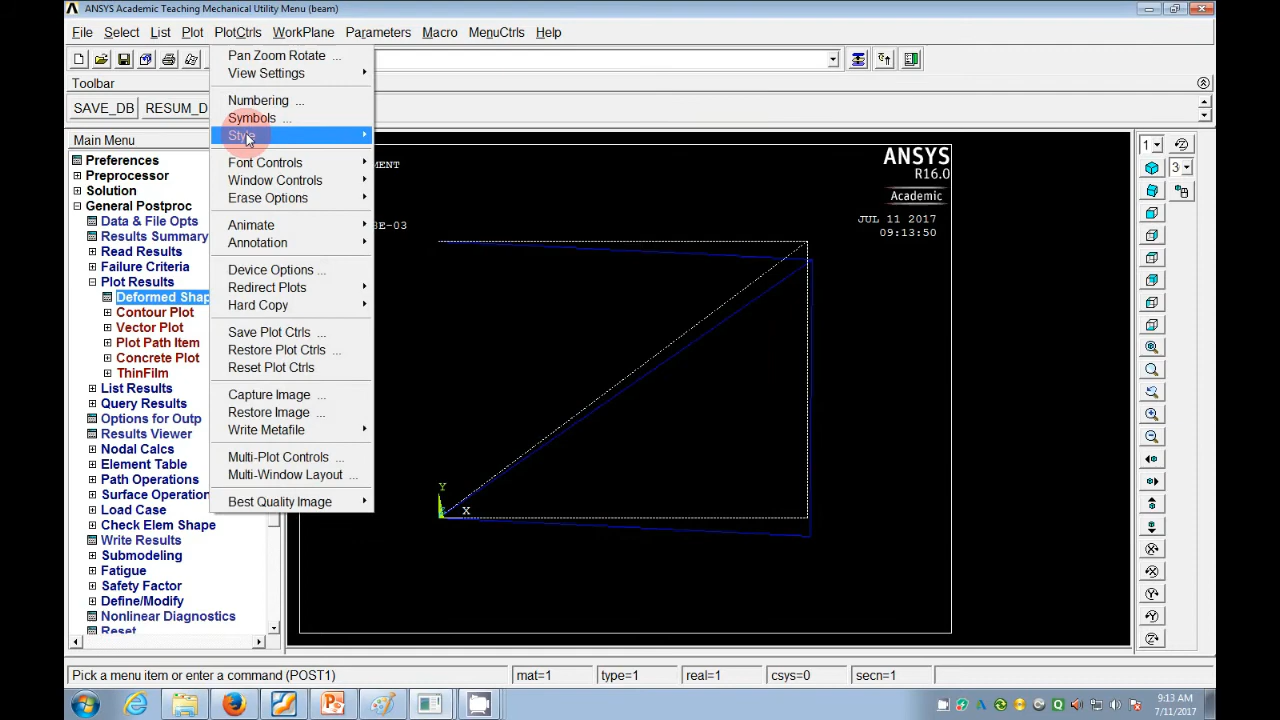 ANSYS Academic Teaching Mechanical Utility Menu (beam)
File Select List Plot PlotCtrls WorkPlane Parameters Macro MenuCtrls Help
Toolbar
SAVE_DB RESUM_D
Main Menu
Preferences
Preprocessor
Solution
General Postproc
Data & File Opts
Results Summary
Read Results
Failure Criteria
Plot Results
Deformed Shap
Contour Plot
Vector Plot
Plot Path Item
Concrete Plot
ThinFilm
List Results
Query Results
Options for Outp
Results Viewer
Nodal Calcs
Element Table
Path Operations
Surface Operation
Load Case
Check Elem Shape
Write Results
Submodeling
Fatigue
Safety Factor
Define/Modify
Nonlinear Diagnostics
Reset
Pan Zoom Rotate ...
View Settings
Numbering ...
Symbols ...
Style
Font Controls
Window Controls
Erase Options
Animate
Annotation
Device Options ...
Redirect Plots
Hard Copy
Save Plot Ctrls ...
Restore Plot Ctrls ...
Reset Plot Ctrls
Capture Image ...
Restore Image ...
Write Metafile
Multi-Plot Controls ...
Multi-Window Layout ...
Best Quality Image
MENT
E-03
ANSYS
R16.0
Academic
JUL 11 2017
09:13:50
Y
X
1
3
Pick a menu item or enter a command (POST1)
mat=1 type=1 real=1 csys=0 secn=1
9:13 AM
7/11/2017